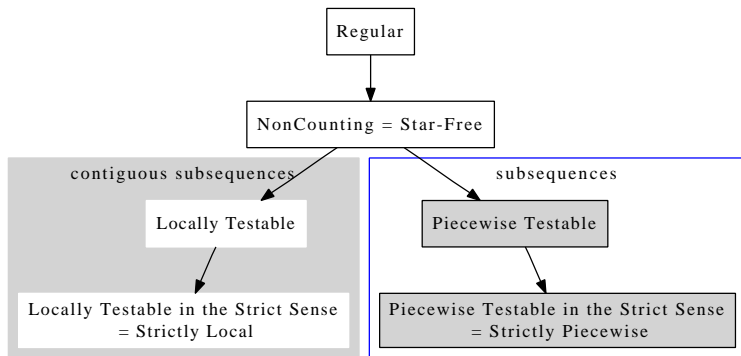 Regular
NonCounting = Star-Free
contiguous subsequences
subsequences
Locally Testable
Piecewise Testable
Locally Testable in the Strict Sense
= Strictly Local
Piecewise Testable in the Strict Sense
= Strictly Piecewise